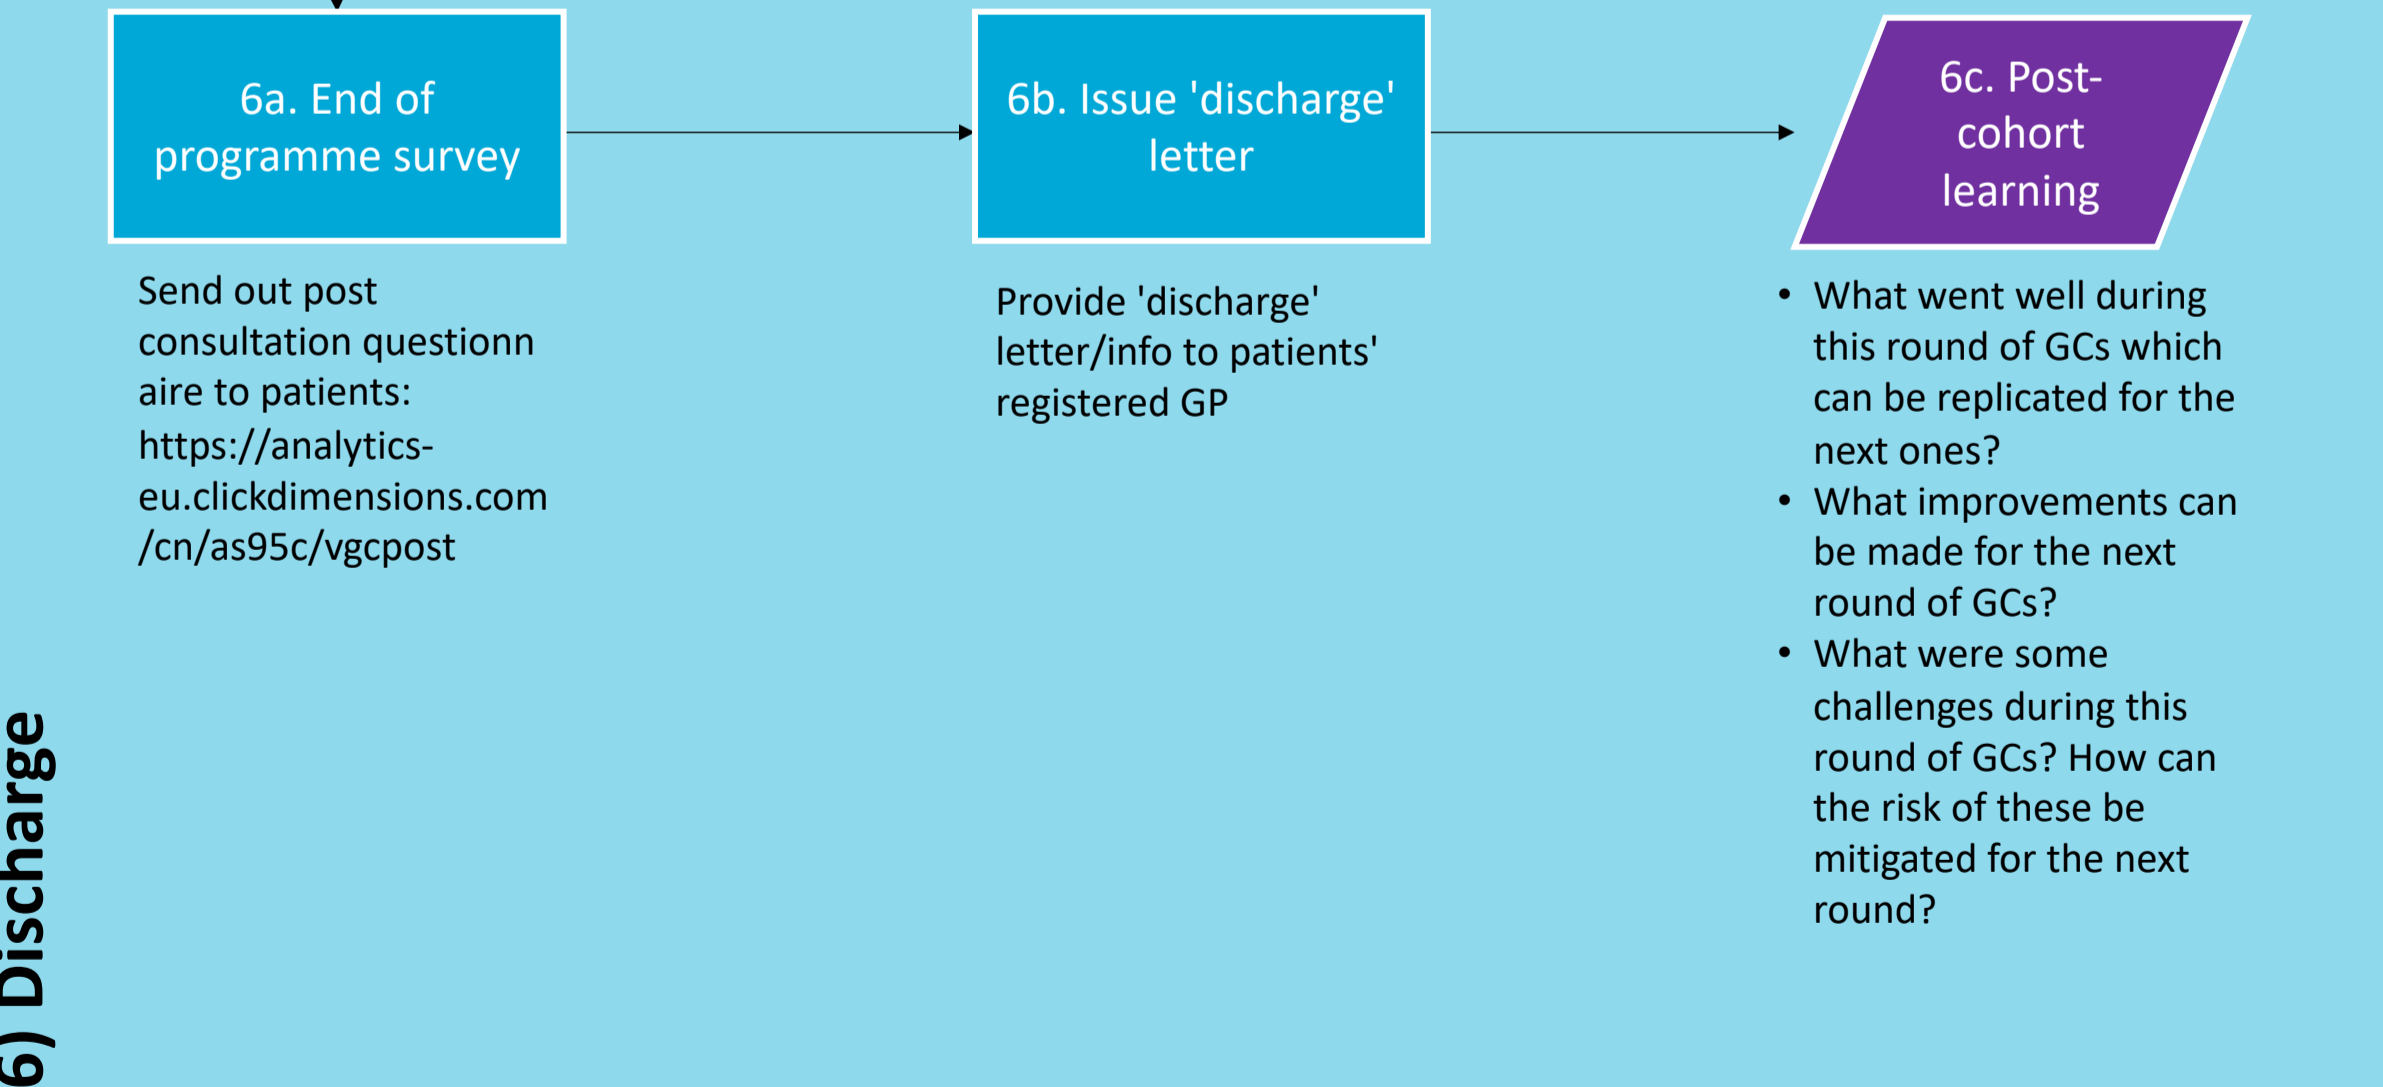 6a. End of
programme survey
Send out post
consultation questionn
aire to patients:
https://analytics-
eu.clickdimensions.com
/cn/as95c/vgcpost
6b. Issue 'discharge'
letter
Provide 'discharge'
letter/info to patients'
registered GP
6c. Post-
cohort
learning
• What went well during
this round of GCs which
can be replicated for the
next ones?
• What improvements can
be made for the next
round of GCs?
• What were some
challenges during this
round of GCs? How can
the risk of these be
mitigated for the next
round?
6) Discharge